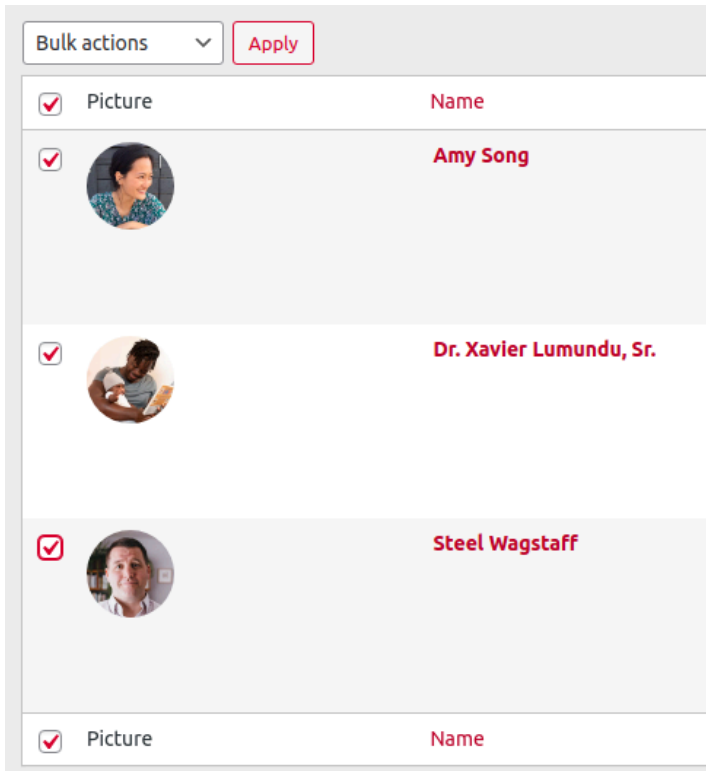 Bulk actions Apply
Picture Name
Amy Song
Dr. Xavier Lumundu, Sr.
Steel Wagstaff
Picture Name